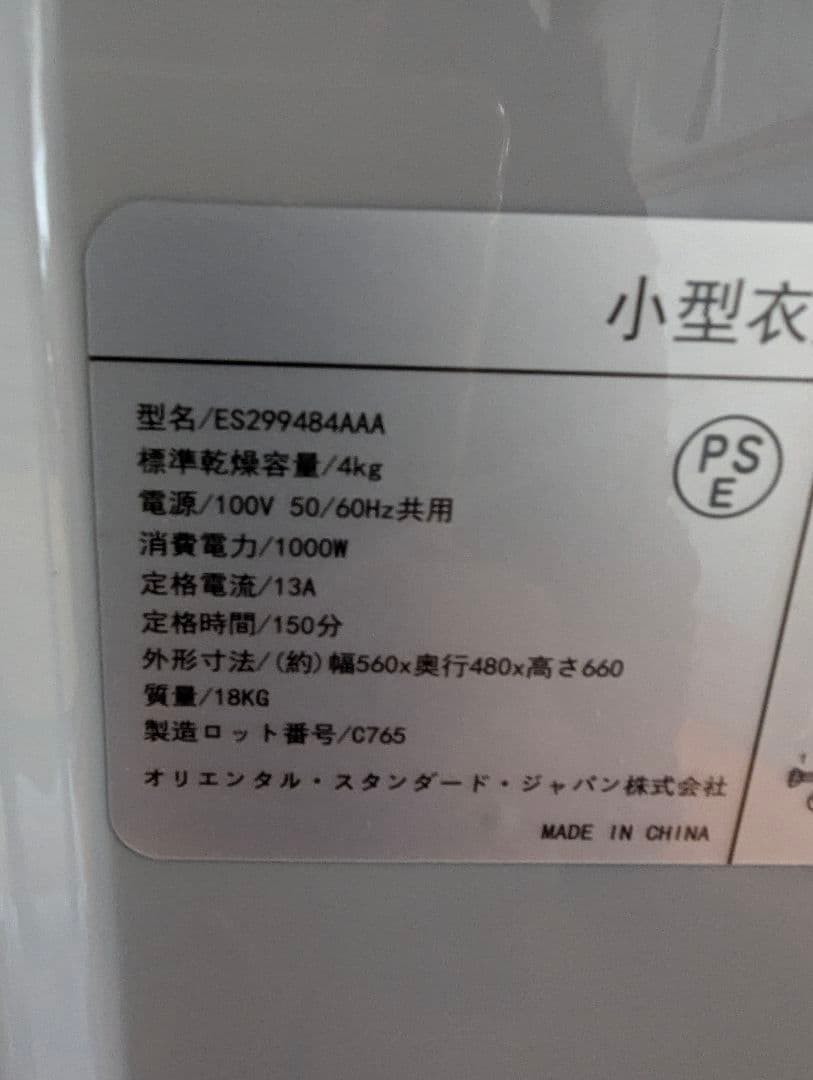 小型衣
型名/ES299484AAA
PS
E
標準乾燥容量/4kg
電源/100V 50/60Hz共用
消費電力/1000W
定格電流/13A
定格時間/150分
外形寸法/(約)幅560x奥行480x高さ660
質量/18KG
製造ロット番号/C765
オリエンタル・スタンダード・ジャパン株式会社
MADE IN CHINA